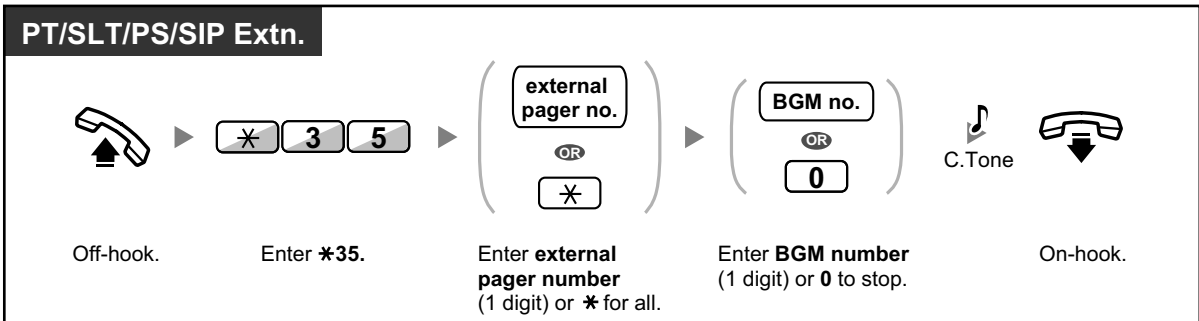 PT/SLT/PS/SIP Extn.
external
pager no.
OR
*
* 3 5
BGM no.
OR
0
C.Tone
Off-hook.
Enter *35.
Enter external
pager number
(1 digit) or * for all.
Enter BGM number
(1 digit) or 0 to stop.
On-hook.